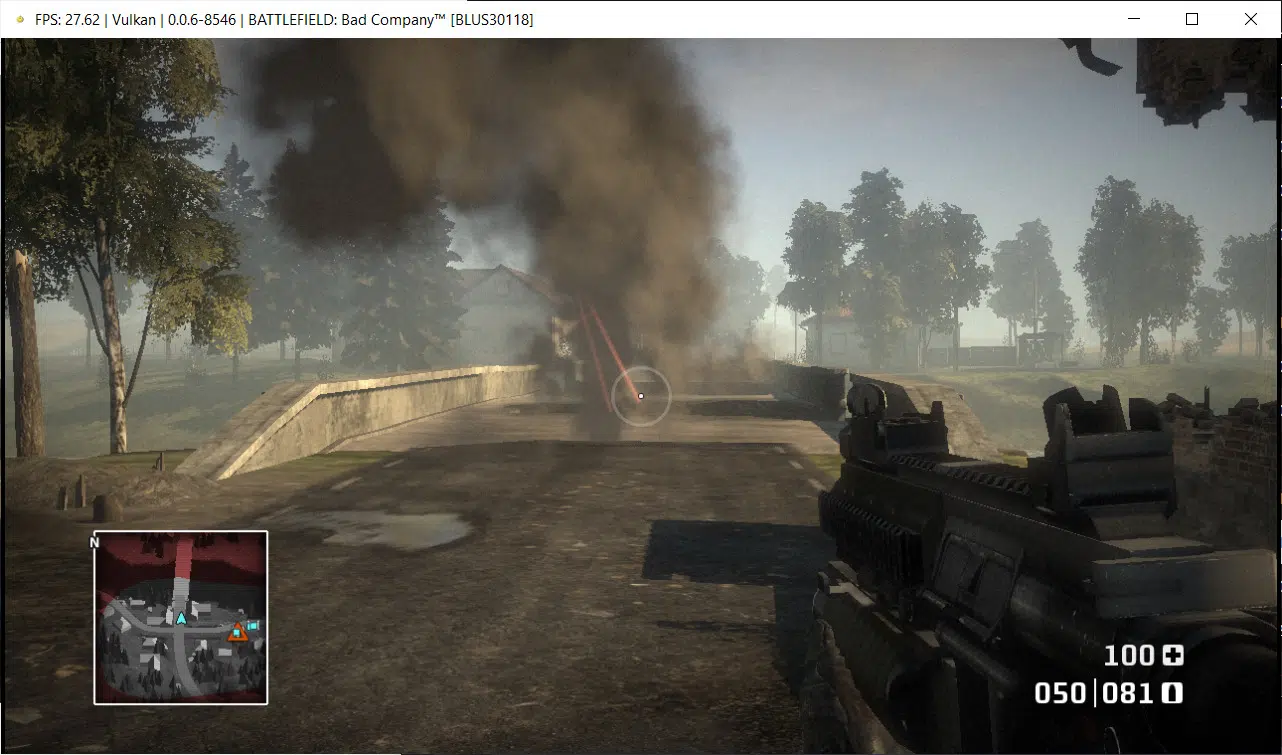 FPS: 27.62 | Vulkan | 0.0.6-8546 | BATTLEFIELD: Bad Company™ [BLUS30118]
N
100
050|081